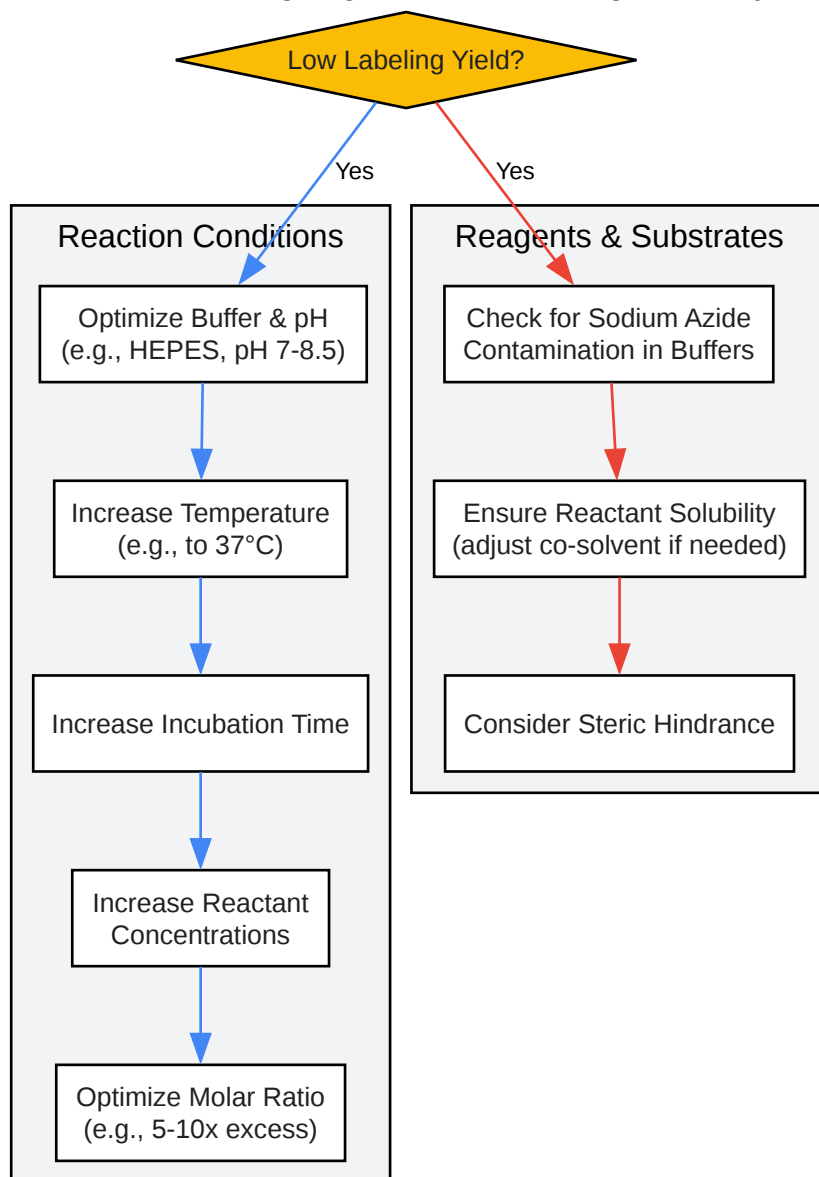 Low Labeling Yield?
Yes
Yes
Reaction Conditions
Optimize Buffer & pH
(e.g., HEPES, pH 7-8.5)
Increase Temperature
(e.g., to 37°C)
Increase Incubation Time
Increase Reactant
Concentrations
Optimize Molar Ratio
(e.g., 5-10x excess)
Reagents & Substrates
Check for Sodium Azide
Contamination in Buffers
Ensure Reactant Solubility
(adjust co-solvent if needed)
Consider Steric Hindrance